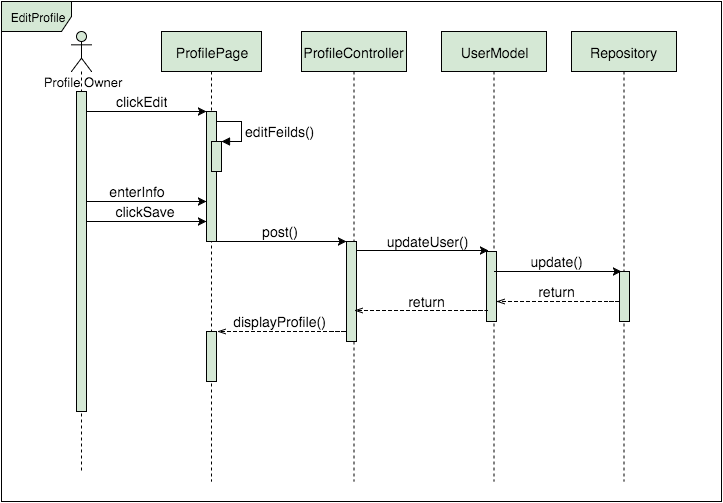 EditProfile
ProfilePage
ProfileController
UserModel
Repository
Profile Owner
clickEdit
editFeilds()
enterInfo
clickSave
post()
updateUser()
update()
return
return
displayProfile()